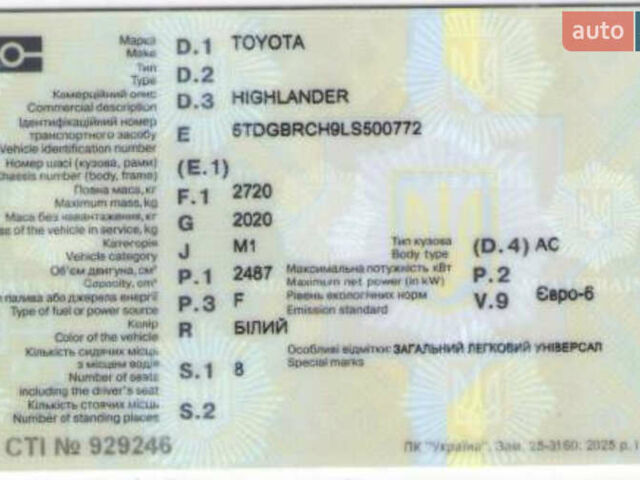 auto
Марка
Make
D.1 TOYOTA
Тип
Type
D.2
Комерційний опис
Commercial description
D.3 HIGHLANDER
Ідентифікаційний номер
транспортного засобу
Vehicle identification number
E 5TDGBRCH9LS500772
Номер шасі (кузова, рами)
Chassis number (body, frame)
(E.1)
Повна маса, кг
Maximum mass, kg
F.1 2720
Маса без навантаження, кг
ss of the vehicle in service, kg
G 2020
Категорія
Vehicle category
J M1
Тип кузова
Body type
(D.4) AC
Об'єм двигуна, см³
Capacity, cm³
P.1 2487
Максимальна потужність кВт
Maximum net power (in kW)
P.2
п палива або джерела енергії
Type of fuel or power source
P.3 F
Рівень екологічних норм
Emission standard
V.9 Євро-6
Колір
Color of the vehicle
R БІЛИЙ
Кількість сидячих місць
з місцем водія
Number of seats
including the driver's seat
S.1 8
Особливі відмітки: ЗАГАЛЬНИЙ ЛЕГКОВИЙ УНІВЕРСАЛ
Special marks
Кількість стоячих місць
Number of standing places
S.2
СТІ № 929246
ПК "Україна". Зам. 25-3160. 2025 р. І